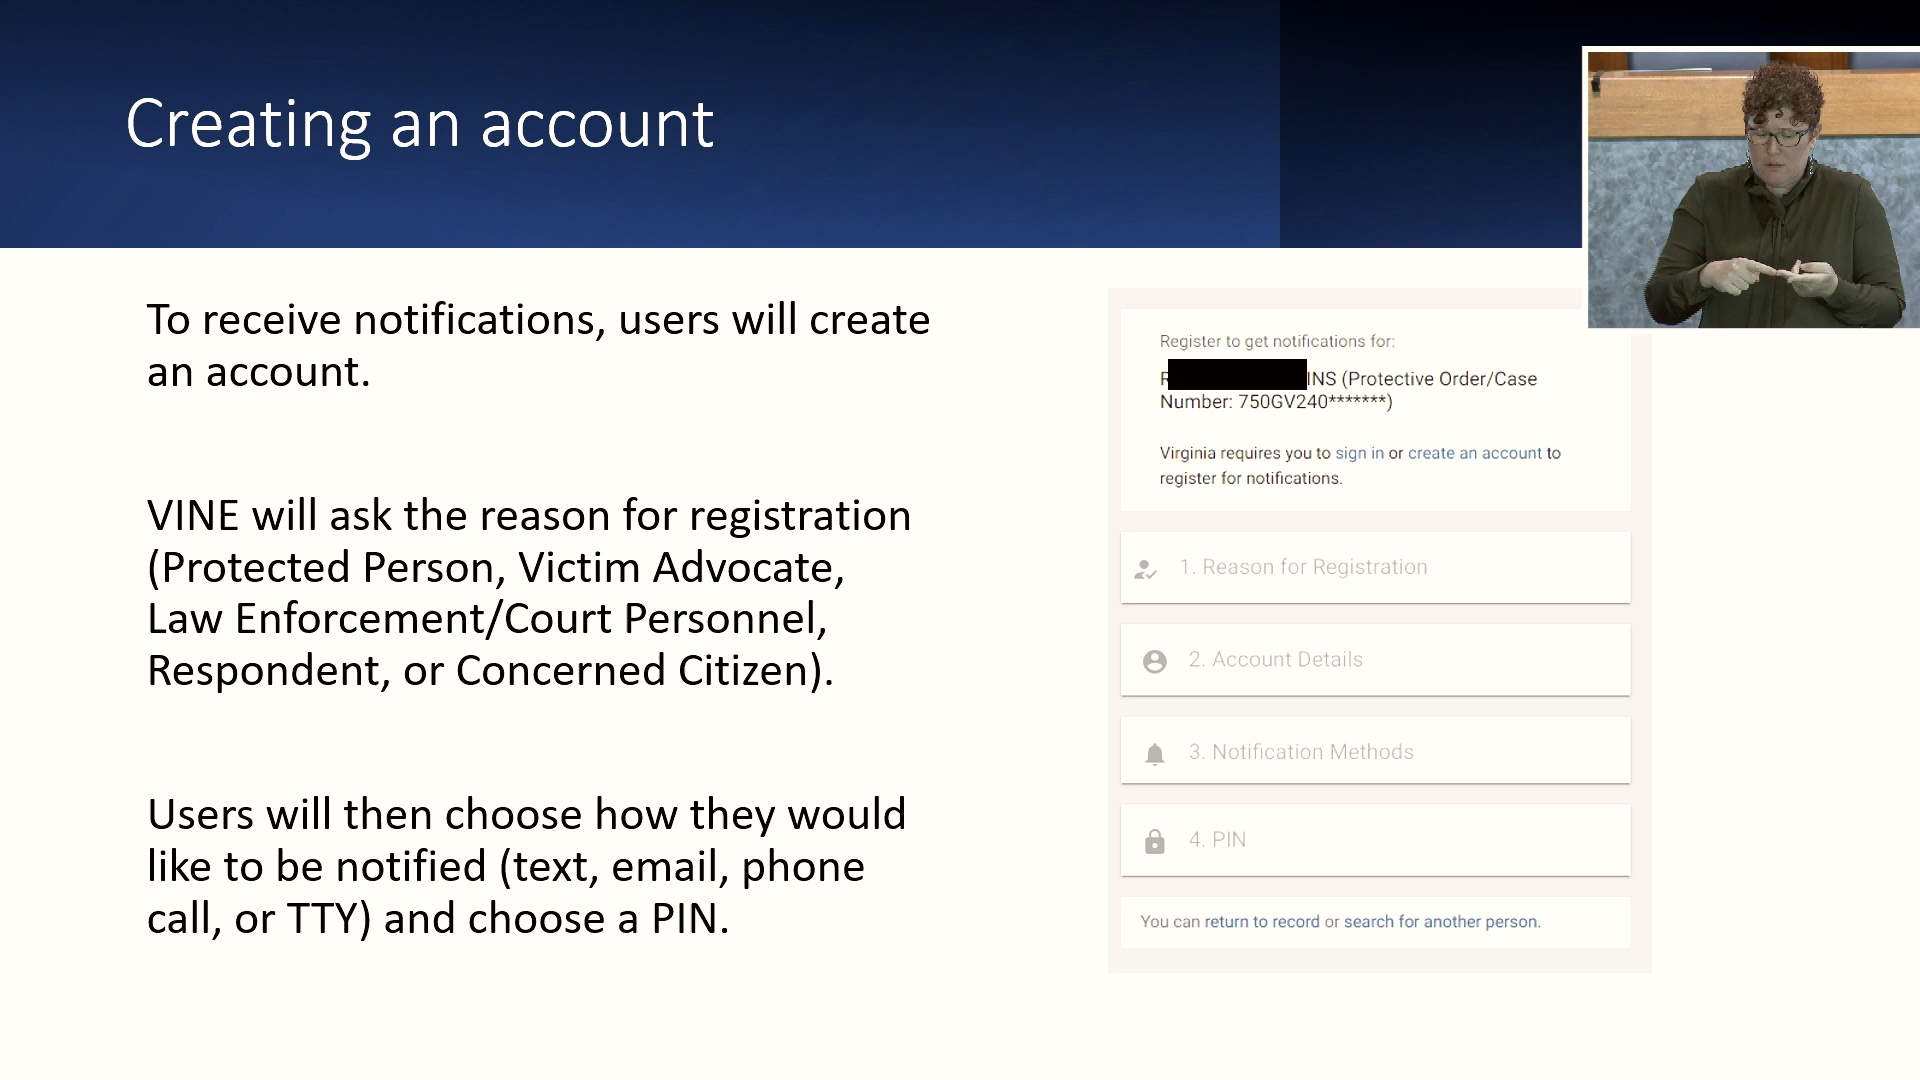 Creating an account
To receive notifications, users will create
an account.
VINE will ask the reason for registration
(Protected Person, Victim Advocate,
Law Enforcement/Court Personnel,
Respondent, or Concerned Citizen).
Users will then choose how they would
like to be notified (text, email, phone
call, or TTY) and choose a PIN.
Register to get notifications for:
R INS (Protective Order/Case
Number: 750GV240*******)
Virginia requires you to sign in or create an account to
register for notifications.
1. Reason for Registration
2. Account Details
3. Notification Methods
4. PIN
You can return to record or search for another person.